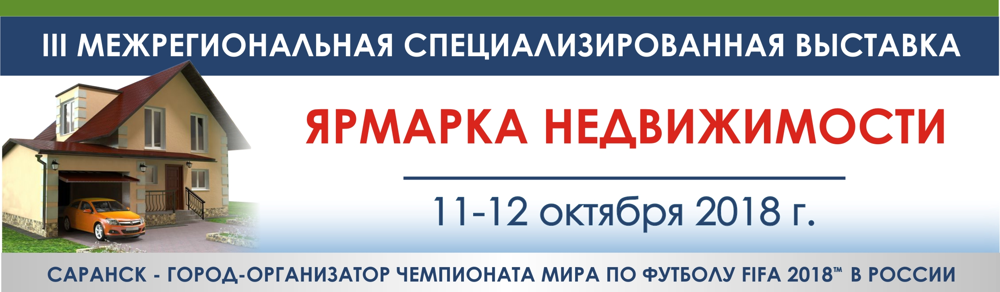 III МЕЖРЕГИОНАЛЬНАЯ СПЕЦИАЛИЗИРОВАННАЯ ВЫСТАВКА
ЯРМАРКА НЕДВИЖИМОСТИ
11-12 октября 2018 г.
САРАНСК - ГОРОД-ОРГАНИЗАТОР ЧЕМПИОНАТА МИРА ПО ФУТБОЛУ FIFA 2018™ В РОССИИ